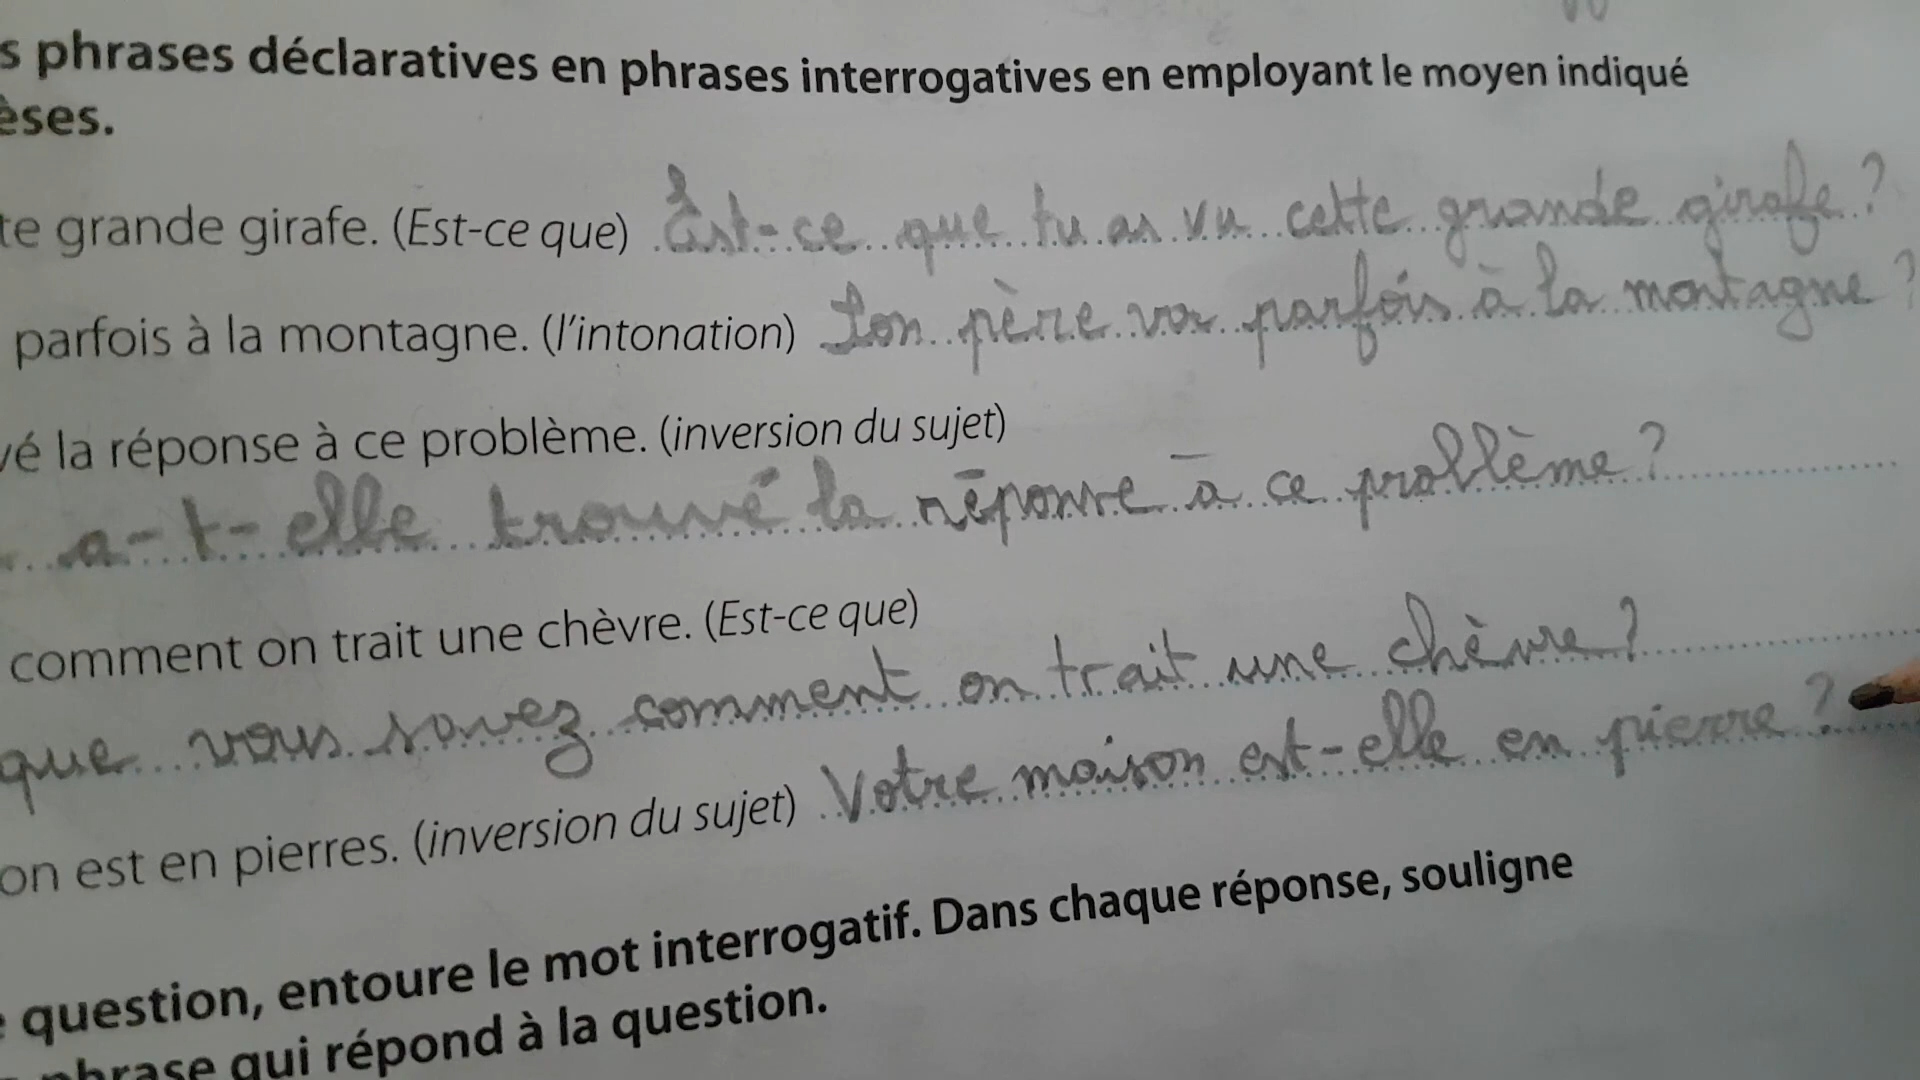 s phrases déclaratives en phrases interrogatives en employant le moyen indiqué
èses.
te grande girafe. (Est-ce que) Est-ce que tu as vu cette grande girafe ?
parfois à la montagne. (l'intonation) Ton père va parfois à la montagne ?
vé la réponse à ce problème. (inversion du sujet)
a-t-elle trouvé la réponse à ce problème ?
comment on trait une chèvre. (Est-ce que)
que vous savez comment on trait une chèvre ?
on est en pierres. (inversion du sujet) Votre maison est-elle en pierre ?
question, entoure le mot interrogatif. Dans chaque réponse, souligne
phrase qui répond à la question.